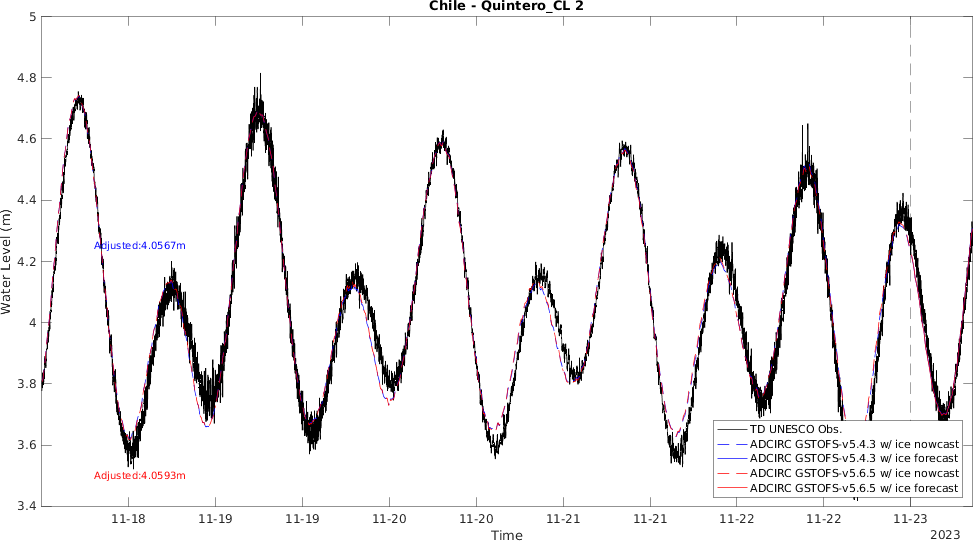 Chile - Quintero_CL 2
Water Level (m)
5
4.8
4.6
4.4
4.2
4
3.8
3.6
3.4
Adjusted:4.0567m
Adjusted:4.0593m
TD UNESCO Obs.
ADCIRC GSTOFS-v5.4.3 w/ ice nowcast
ADCIRC GSTOFS-v5.4.3 w/ ice forecast
ADCIRC GSTOFS-v5.6.5 w/ ice nowcast
ADCIRC GSTOFS-v5.6.5 w/ ice forecast
11-18 11-19 11-19 11-20 11-20 11-21 11-21 11-22 11-22 11-23
Time
2023